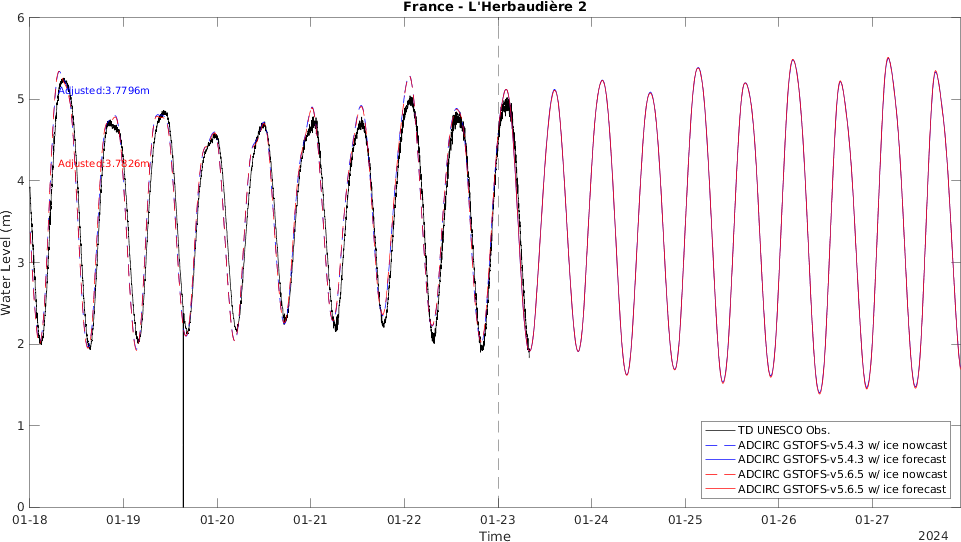 France - L'Herbaudière 2
6
5
4
3
2
1
0
Water Level (m)
Adjusted:3.7796m
Adjusted:3.7826m
TD UNESCO Obs.
ADCIRC GSTOFS-v5.4.3 w/ ice nowcast
ADCIRC GSTOFS-v5.4.3 w/ ice forecast
ADCIRC GSTOFS-v5.6.5 w/ ice nowcast
ADCIRC GSTOFS-v5.6.5 w/ ice forecast
01-18 01-19 01-20 01-21 01-22 01-23 01-24 01-25 01-26 01-27
Time
2024